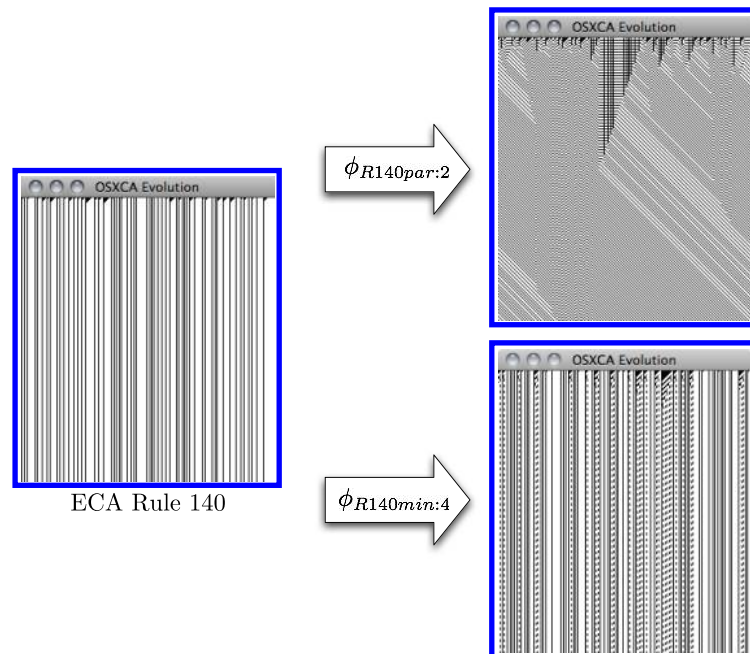 OSXCA Evolution
ϕR140par:2
OSXCA Evolution
OSXCA Evolution
ECA Rule 140
ϕR140min:4